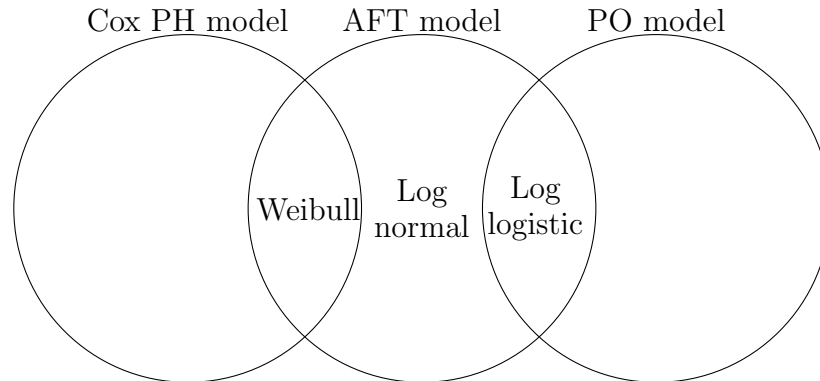 Cox PH model AFT model PO model
Weibull
Log
normal
Log
logistic